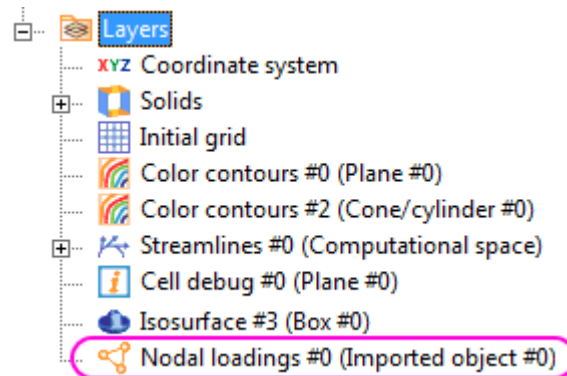 Layers
XYZ Coordinate system
Solids
Initial grid
Color contours #0 (Plane #0)
Color contours #2 (Cone/cylinder #0)
Streamlines #0 (Computational space)
i Cell debug #0 (Plane #0)
Isosurface #3 (Box #0)
Nodal loadings #0 (Imported object #0)